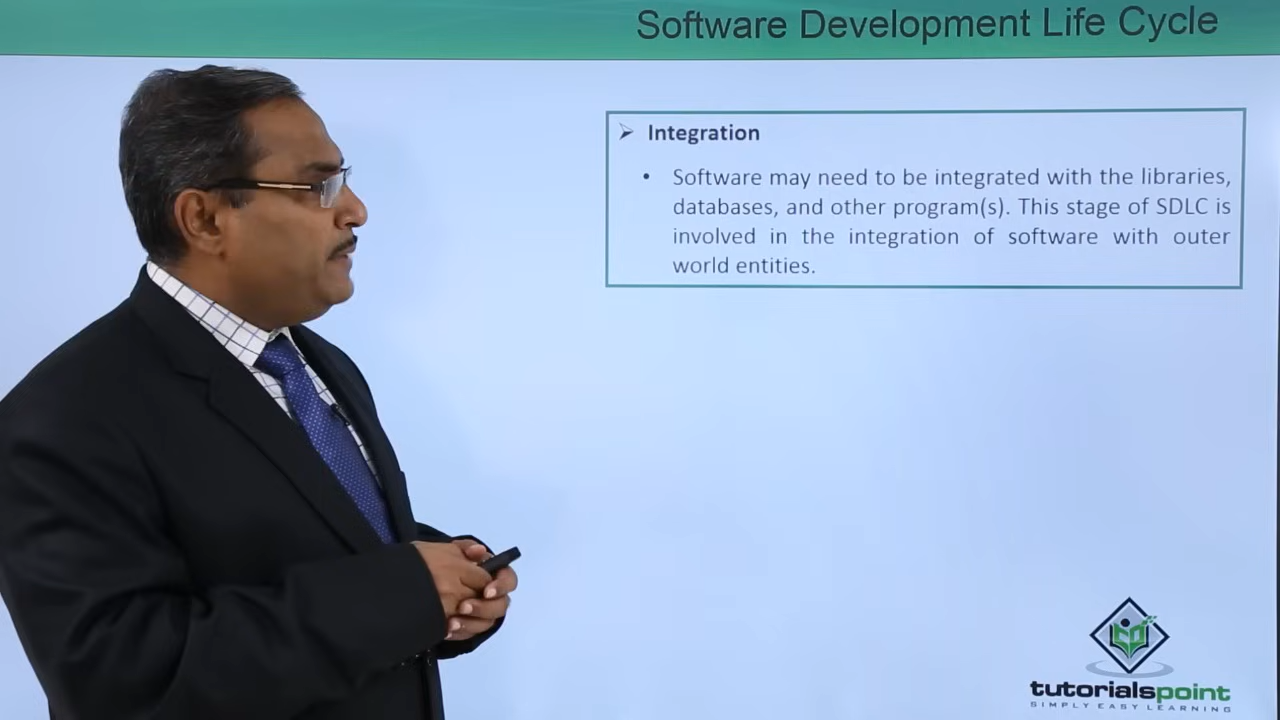 Software Development Life Cycle
➢ Integration
• Software may need to be integrated with the libraries,
databases, and other program(s). This stage of SDLC is
involved in the integration of software with outer
world entities.
tutorialspoint
SIMPLY EASY LEARNING